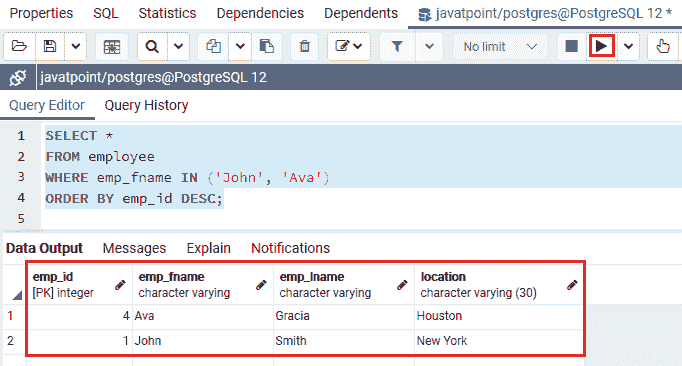 Properties SQL Statistics Dependencies Dependents javatpoint/postgres@PostgreSQL 12 *
No limit
javatpoint/postgres@PostgreSQL 12
Query Editor Query History
1 SELECT *
2 FROM employee
3 WHERE emp_fname IN ('John', 'Ava')
4 ORDER BY emp_id DESC;
5
Data Output Messages Explain Notifications
emp_id emp_fname emp_lname location
[PK] integer character varying character varying character varying (30)
1 4 Ava Gracia Houston
2 1 John Smith New York